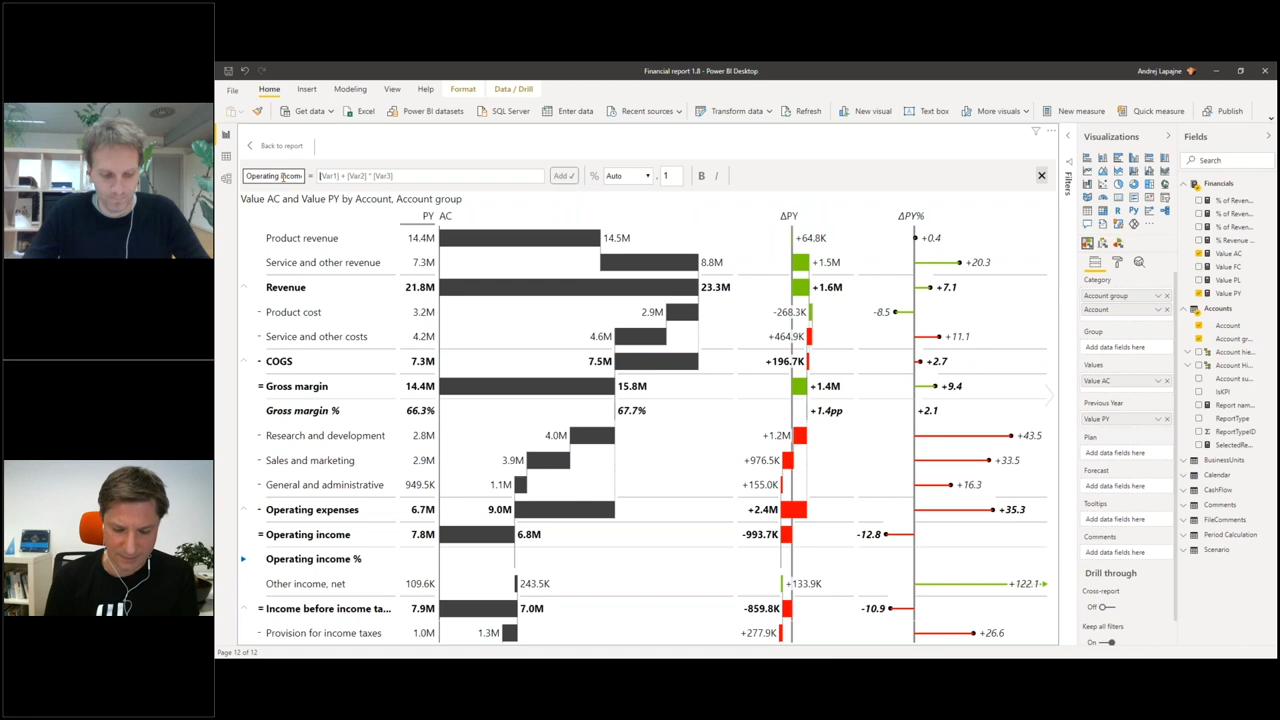 Financial report 1.8 - Power BI Desktop
Andrej Lapajne
File Home Insert Modeling View Help Format Data / Drill
Get data Excel Power BI datasets SQL Server Enter data Recent sources Transform data Refresh New visual Text box More visuals New measure Quick measure Publish
Back to report
Operating incom = [Var1] + [Var2] * [Var3] Add ✓ % Auto , 1 B I
Value AC and Value PY by Account, Account group
PY AC ΔPY ΔPY%
Product revenue 14.4M 14.5M +64.8K +0.4
Service and other revenue 7.3M 8.8M +1.5M +20.3
Revenue 21.8M 23.3M +1.6M +7.1
- Product cost 3.2M 2.9M -268.3K -8.5
- Service and other costs 4.2M 4.6M +464.9K +11.1
- COGS 7.3M 7.5M +196.7K +2.7
= Gross margin 14.4M 15.8M +1.4M +9.4
Gross margin % 66.3% 67.7% +1.4pp +2.1
- Research and development 2.8M 4.0M +1.2M +43.5
- Sales and marketing 2.9M 3.9M +976.5K +33.5
- General and administrative 949.5K 1.1M +155.0K +16.3
- Operating expenses 6.7M 9.0M +2.4M +35.3
= Operating income 7.8M 6.8M -993.7K -12.8
Operating income %
Other income, net 109.6K 243.5K +133.9K +122.1
= Income before income ta... 7.9M 7.0M -859.8K -10.9
- Provision for income taxes 1.0M 1.3M +277.9K +26.6
Page 12 of 12
Filters
Visualizations
Category
Account group
Account
Group
Add data fields here
Values
Value AC
Previous Year
Value PY
Plan
Add data fields here
Forecast
Add data fields here
Tooltips
Add data fields here
Comments
Add data fields here
Drill through
Cross-report
Off
Keep all filters
On
Fields
Search
Financials
% of Reven...
% of Reven...
% of Reven...
% Revenue ...
Value AC
Value FC
Value PL
Value PY
Accounts
Account
Account gr...
Account hie...
Account Hi...
Account su...
IsKPI
Report nam...
ReportType
ReportTypeID
SelectedRe...
BusinessUnits
Calendar
CashFlow
Comments
FileComments
Period Calculation
Scenario